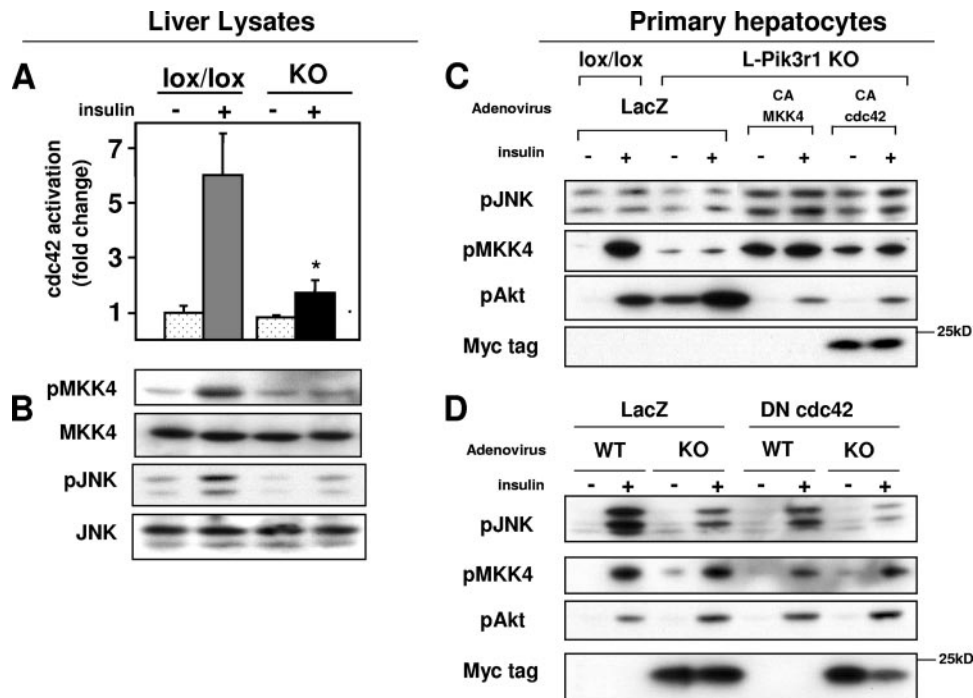 Liver Lysates
A
lox/lox KO
insulin - + - +
cdc42 activation
(fold change)
7
5
3
1
*
B
pMKK4
MKK4
pJNK
JNK
Primary hepatocytes
C
lox/lox L-Pik3r1 KO
Adenovirus LacZ CA MKK4 CA cdc42
insulin - + - + - + - +
pJNK
pMKK4
pAkt
Myc tag
25kD
D
LacZ DN cdc42
Adenovirus WT KO WT KO
insulin - + - + - + - +
pJNK
pMKK4
pAkt
Myc tag
25kD